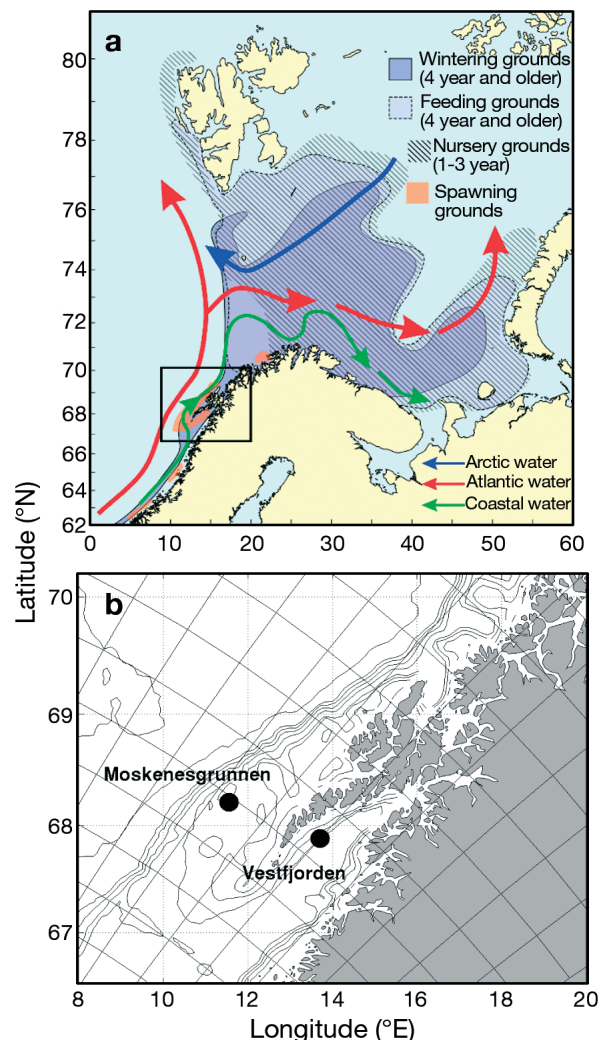 a
80
78
76
74
72
70
68
66
64
62
0
10
20
30
40
50
60
Wintering grounds
(4 year and older)
Feeding grounds
(4 year and older)
Nursery grounds
(1-3 year)
Spawning
grounds
Arctic water
Atlantic water
Coastal water
Latitude (°N)
b
70
69
68
67
8
10
12
14
16
17
20
Moskenesgrunnen
Vestfjorden
Longitude (°E)